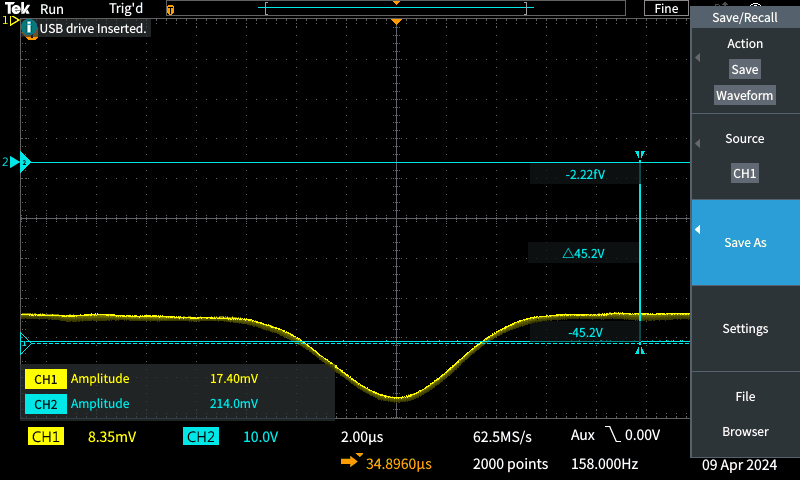 Tek Run Trig'd T Fine Save/Recall
1
i USB drive Inserted.
Action
Save
Waveform
Source
CH1
2 2
-2.22fV
Save As
△45.2V
Settings
-45.2V
CH1 Amplitude 17.40mV
CH2 Amplitude 214.0mV
File
Browser
CH1 8.35mV CH2 10.0V 2.00µs 62.5MS/s Aux 0.00V
34.8960µs 2000 points 158.000Hz 09 Apr 2024